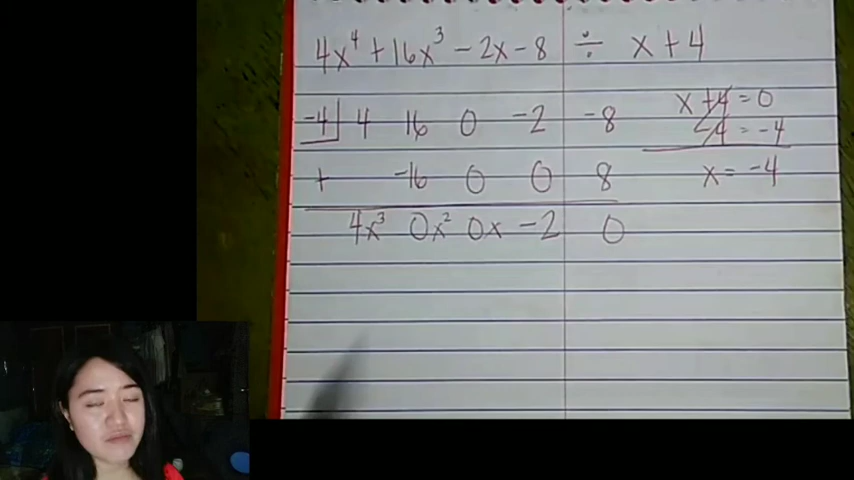 4x⁴ + 16x³ - 2x - 8 ÷ x + 4
-4 | 4 16 0 -2 -8
+ -16 0 0 8
4x³ 0x² 0x -2 0
x + 4 = 0
-4 = -4
x = -4